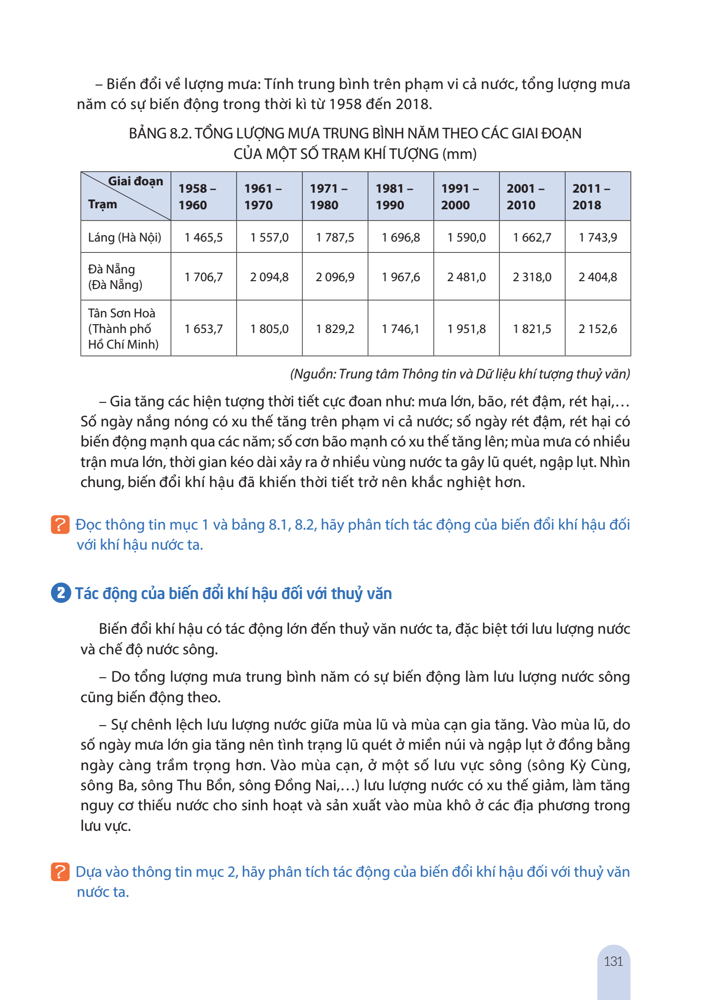 – Biến đổi về lượng mưa: Tính trung bình trên phạm vi cả nước, tổng lượng mưa
năm có sự biến động trong thời kì từ 1958 đến 2018.
BẢNG 8.2. TỔNG LƯỢNG MƯA TRUNG BÌNH NĂM THEO CÁC GIAI ĐOẠN
CỦA MỘT SỐ TRẠM KHÍ TƯỢNG (mm)
Giai đoạn
Trạm
1958 –
1960
1961 –
1970
1971 –
1980
1981 –
1990
1991 –
2000
2001 –
2010
2011 –
2018
Láng (Hà Nội) 1 465,5 1 557,0 1 787,5 1 696,8 1 590,0 1 662,7 1 743,9
Đà Nẵng
(Đà Nẵng)
1 706,7 2 094,8 2 096,9 1 967,6 2 481,0 2 318,0 2 404,8
Tân Sơn Hoà
(Thành phố
Hồ Chí Minh)
1 653,7 1 805,0 1 829,2 1 746,1 1 951,8 1 821,5 2 152,6
(Nguồn: Trung tâm Thông tin và Dữ liệu khí tượng thuỷ văn)
– Gia tăng các hiện tượng thời tiết cực đoan như: mưa lớn, bão, rét đậm, rét hại,…
Số ngày nắng nóng có xu thế tăng trên phạm vi cả nước; số ngày rét đậm, rét hại có
biến động mạnh qua các năm; số cơn bão mạnh có xu thế tăng lên; mùa mưa có nhiều
trận mưa lớn, thời gian kéo dài xảy ra ở nhiều vùng nước ta gây lũ quét, ngập lụt. Nhìn
chung, biến đổi khí hậu đã khiến thời tiết trở nên khắc nghiệt hơn.
? Đọc thông tin mục 1 và bảng 8.1, 8.2, hãy phân tích tác động của biến đổi khí hậu đối
với khí hậu nước ta.
2 Tác động của biến đổi khí hậu đối với thuỷ văn
Biến đổi khí hậu có tác động lớn đến thuỷ văn nước ta, đặc biệt tới lưu lượng nước
và chế độ nước sông.
– Do tổng lượng mưa trung bình năm có sự biến động làm lưu lượng nước sông
cũng biến động theo.
– Sự chênh lệch lưu lượng nước giữa mùa lũ và mùa cạn gia tăng. Vào mùa lũ, do
số ngày mưa lớn gia tăng nên tình trạng lũ quét ở miền núi và ngập lụt ở đồng bằng
ngày càng trầm trọng hơn. Vào mùa cạn, ở một số lưu vực sông (sông Kỳ Cùng,
sông Ba, sông Thu Bồn, sông Đồng Nai,…) lưu lượng nước có xu thế giảm, làm tăng
nguy cơ thiếu nước cho sinh hoạt và sản xuất vào mùa khô ở các địa phương trong
lưu vực.
? Dựa vào thông tin mục 2, hãy phân tích tác động của biến đổi khí hậu đối với thuỷ văn
nước ta.
131